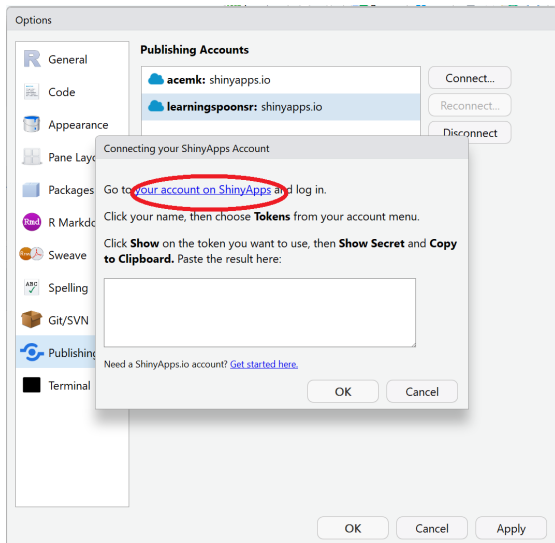 Options
General
Code
Appearance
Pane Layo
Packages
Rmd R Markdo
Sweave
ABC Spelling
Git/SVN
Publishing
Terminal
Publishing Accounts
acemk: shinyapps.io
learningspoonsr: shinyapps.io
Connect...
Reconnect...
Disconnect
Connecting your ShinyApps Account
Go to your account on ShinyApps and log in.
Click your name, then choose Tokens from your account menu.
Click Show on the token you want to use, then Show Secret and Copy
to Clipboard. Paste the result here:
Need a ShinyApps.io account? Get started here.
OK Cancel
OK Cancel Apply